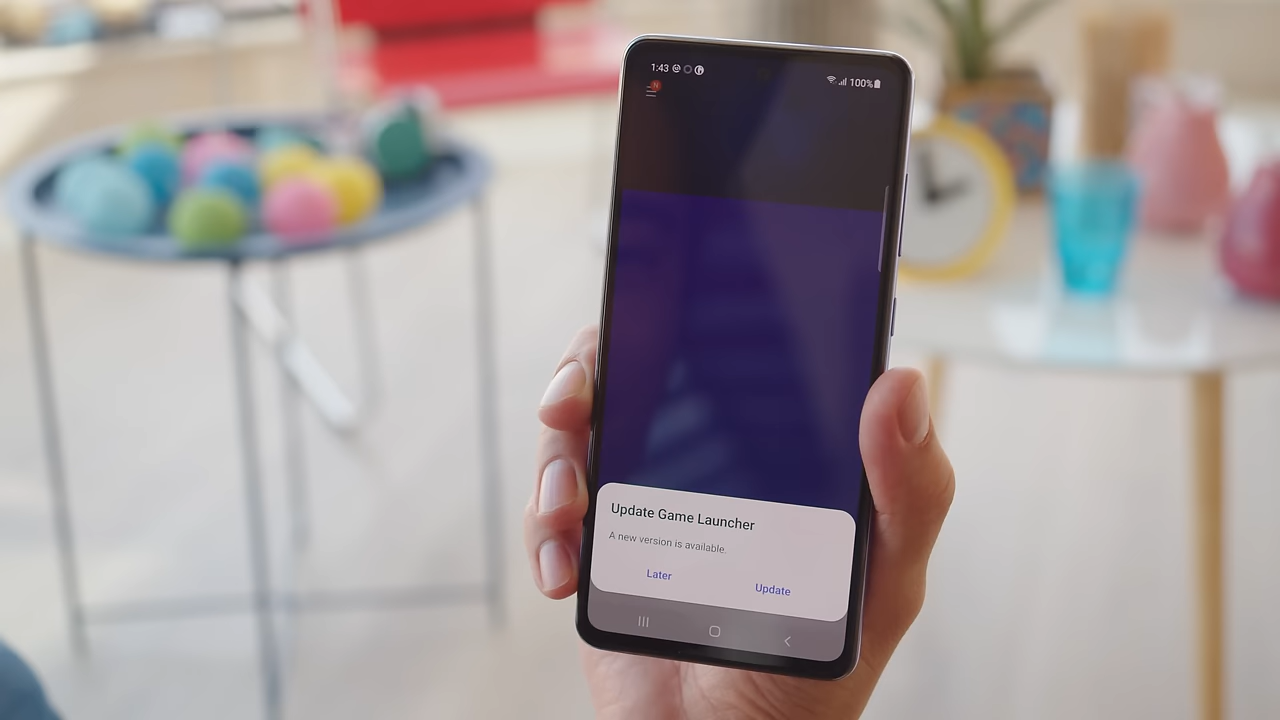 1:43 100%
N
Update Game Launcher
A new version is available.
Later Update